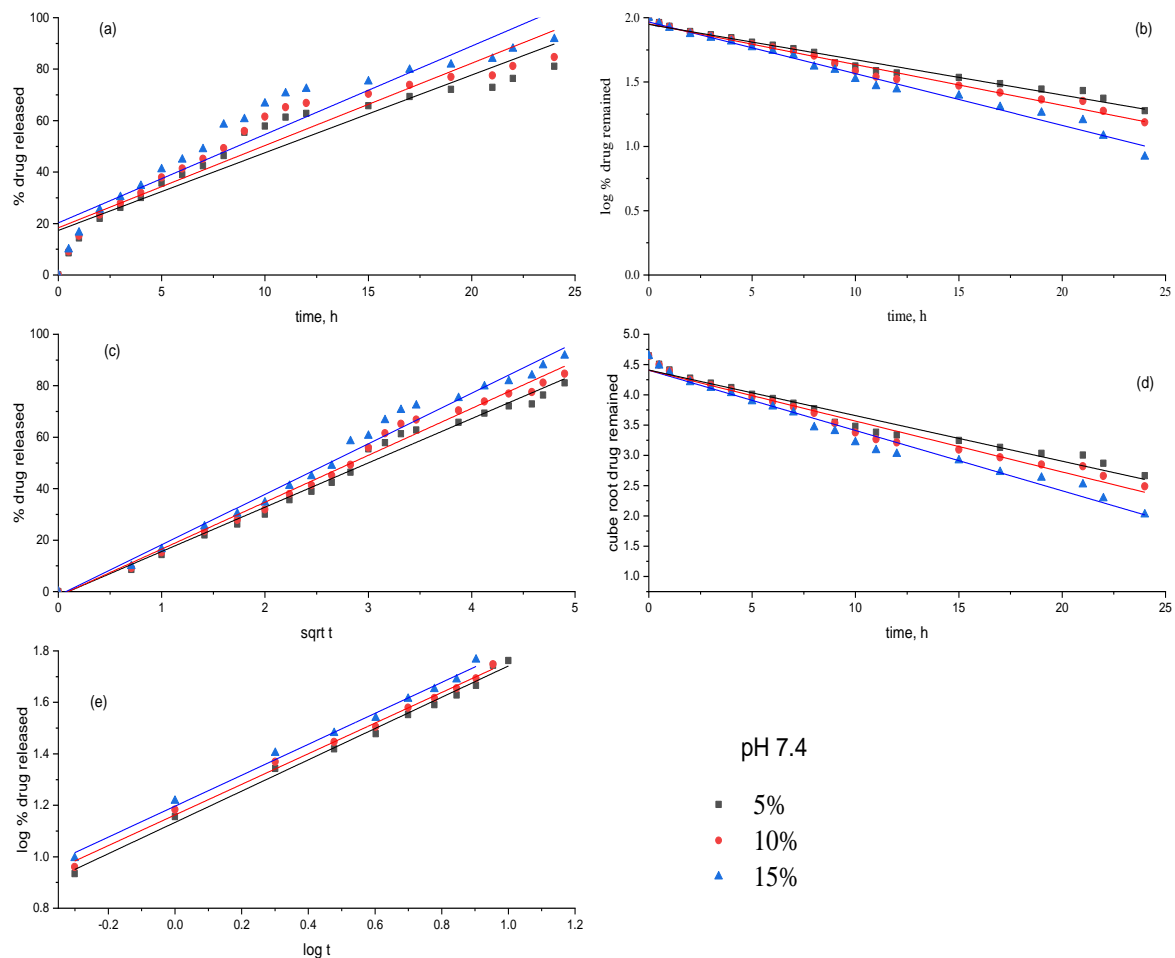 (a)
100
80
60
40
20
0
% drug released
0 5 10 15 20 25
time, h
(b)
2.0
1.5
1.0
0.5
0.0
log % drug remained
0 5 10 15 20 25
time, h
(c)
100
80
60
40
20
0
% drug released
0 1 2 3 4 5
sqrt t
(d)
5.0
4.5
4.0
3.5
3.0
2.5
2.0
1.5
1.0
cube root drug remained
0 5 10 15 20 25
time, h
(e)
1.8
1.6
1.4
1.2
1.0
0.8
log % drug released
-0.2 0.0 0.2 0.4 0.6 0.8 1.0 1.2
log t
pH 7.4
5%
10%
15%